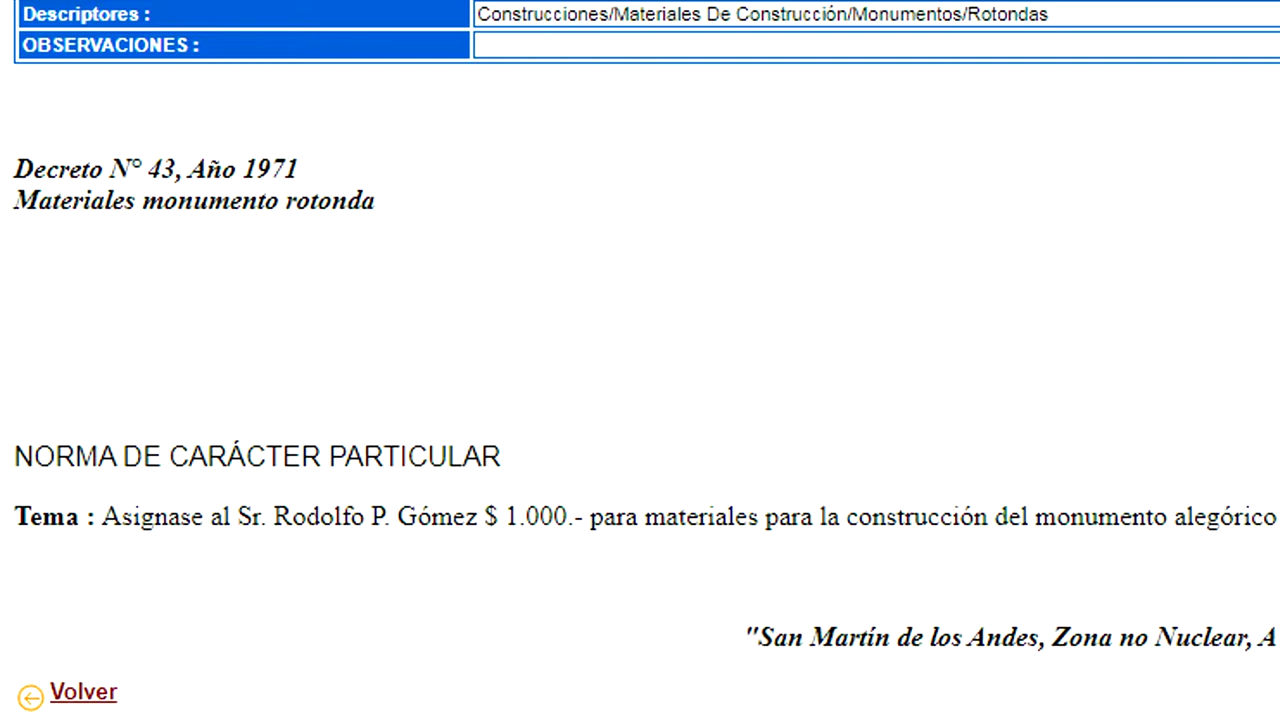 Descriptores : Construcciones/Materiales De Construcción/Monumentos/Rotondas
OBSERVACIONES :
Decreto N° 43, Año 1971
Materiales monumento rotonda
NORMA DE CARÁCTER PARTICULAR
Tema : Asignase al Sr. Rodolfo P. Gómez $ 1.000.- para materiales para la construcción del monumento alegórico
"San Martín de los Andes, Zona no Nuclear, A
Volver